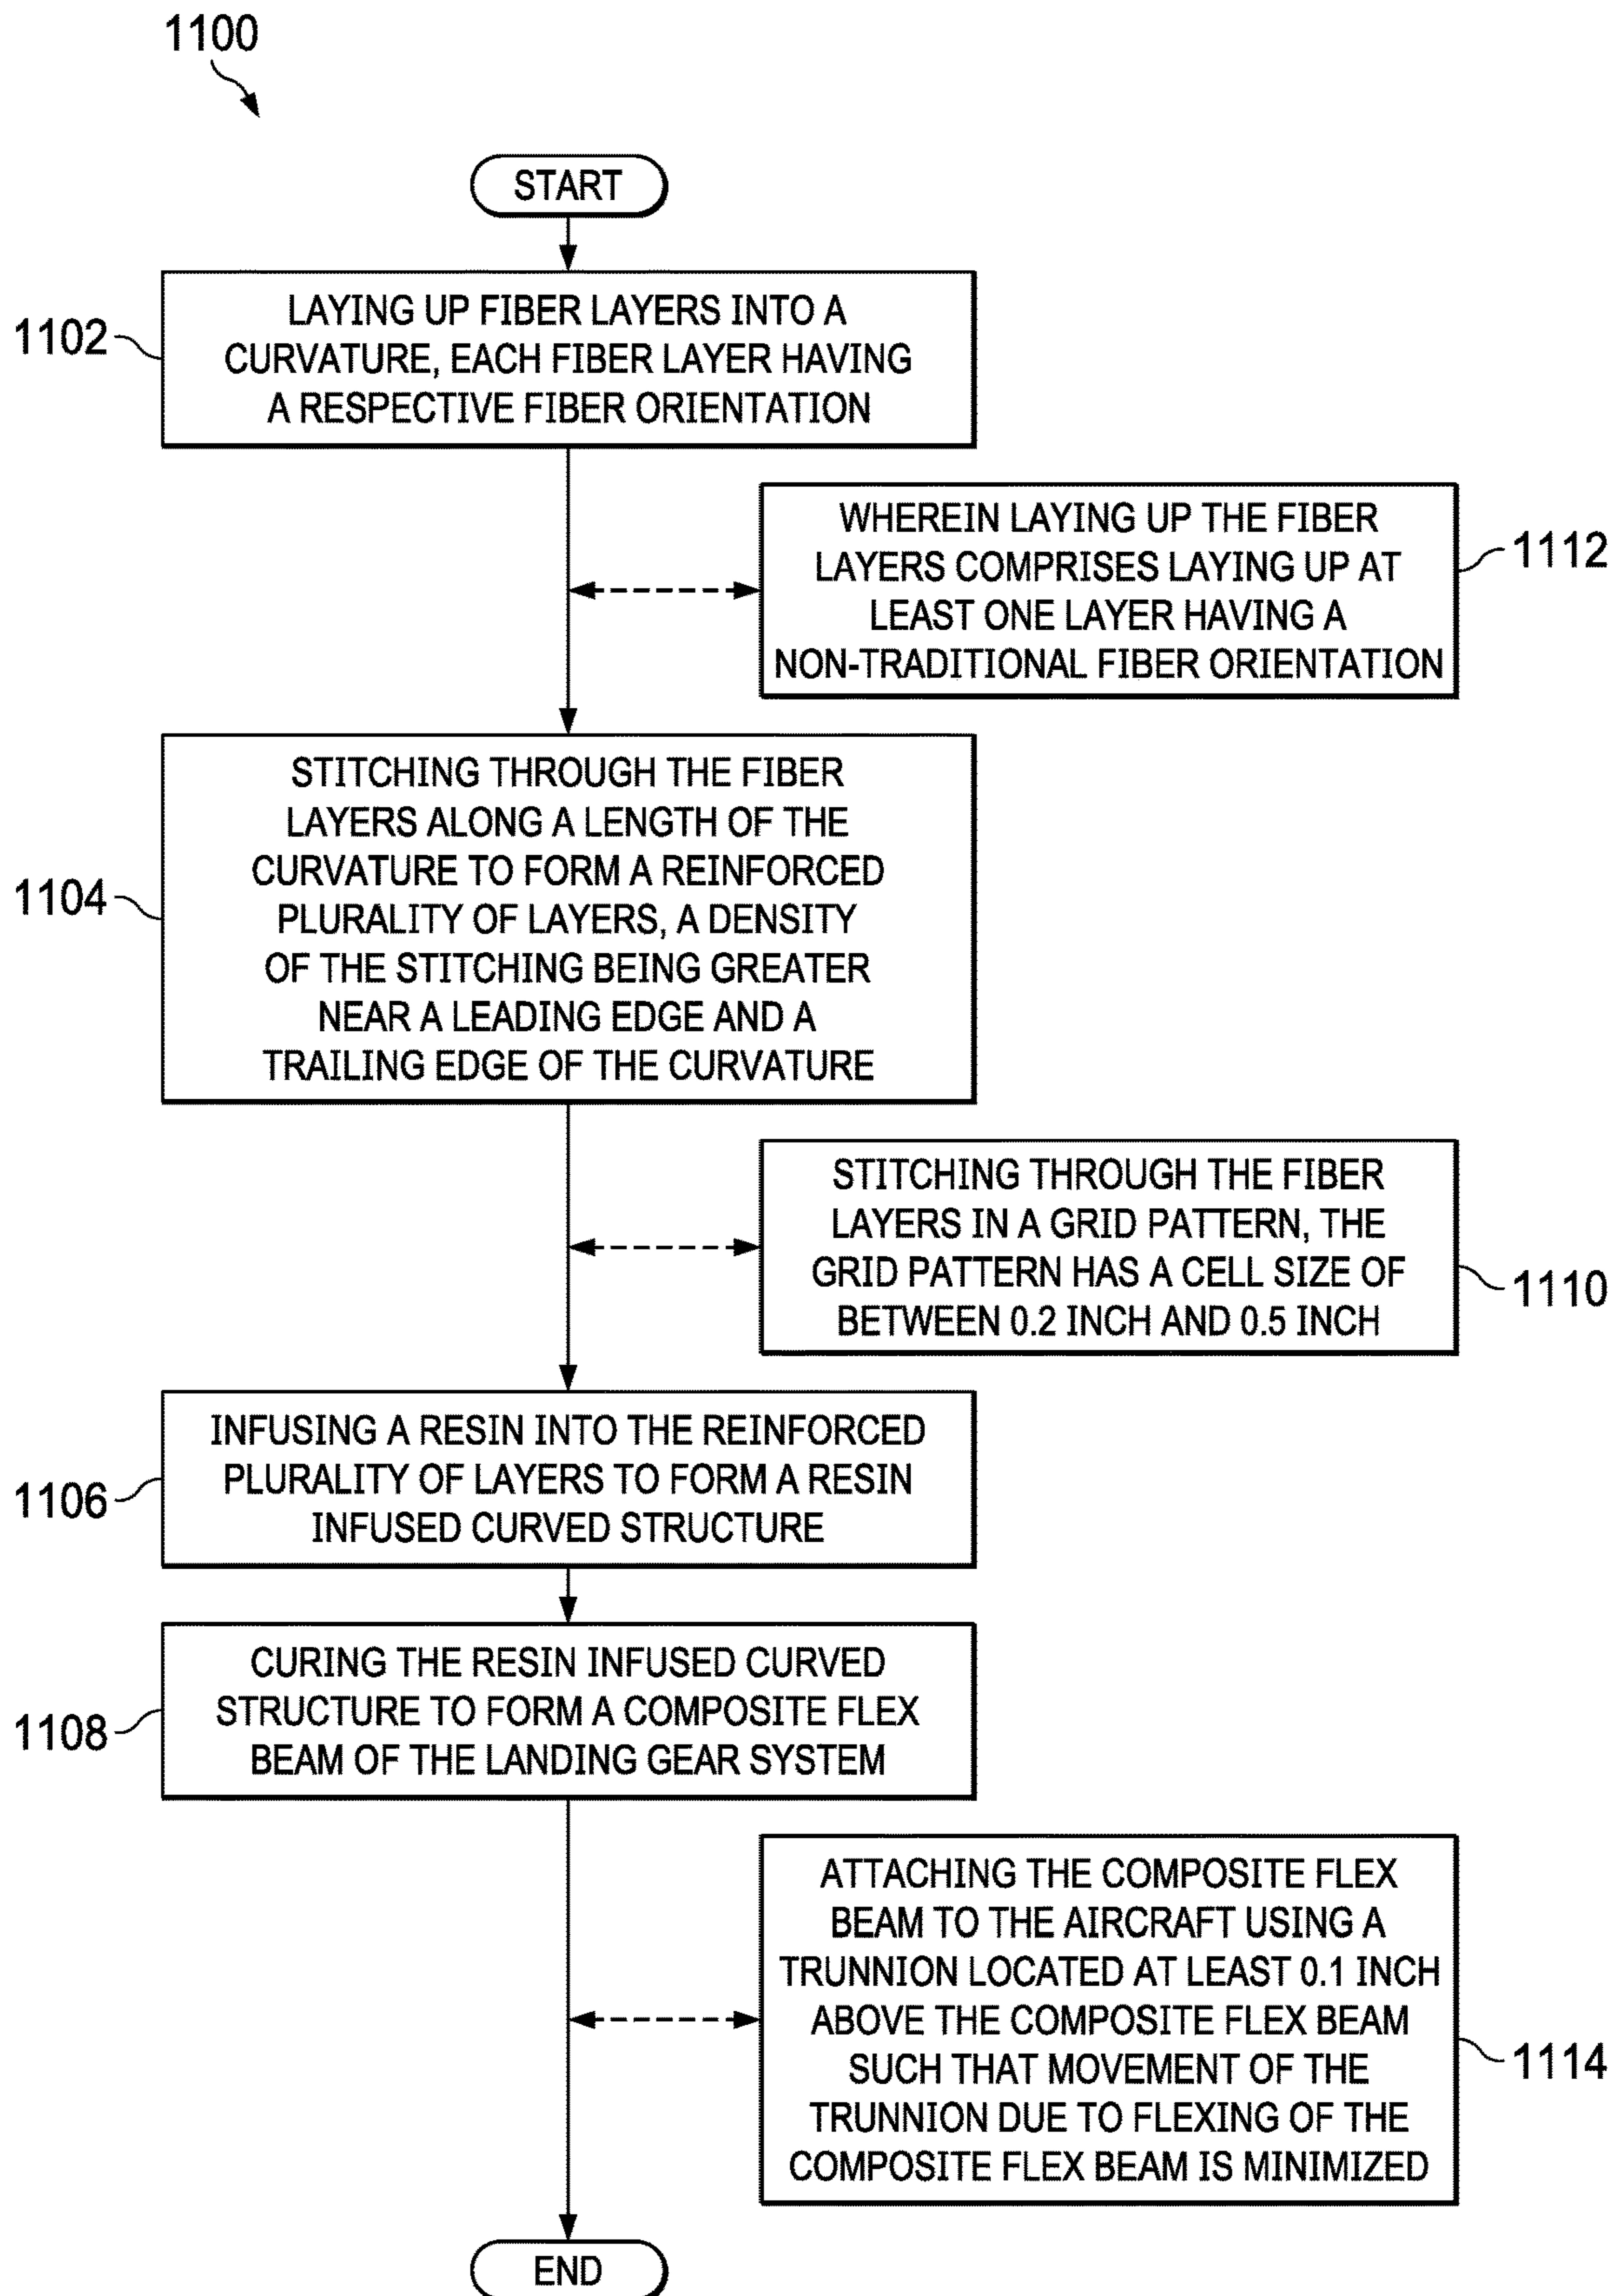 1100
START
1102
LAYING UP FIBER LAYERS INTO A
CURVATURE, EACH FIBER LAYER HAVING
A RESPECTIVE FIBER ORIENTATION
WHEREIN LAYING UP THE FIBER
LAYERS COMPRISES LAYING UP AT
LEAST ONE LAYER HAVING A
NON-TRADITIONAL FIBER ORIENTATION
1112
1104
STITCHING THROUGH THE FIBER
LAYERS ALONG A LENGTH OF THE
CURVATURE TO FORM A REINFORCED
PLURALITY OF LAYERS, A DENSITY
OF THE STITCHING BEING GREATER
NEAR A LEADING EDGE AND A
TRAILING EDGE OF THE CURVATURE
STITCHING THROUGH THE FIBER
LAYERS IN A GRID PATTERN, THE
GRID PATTERN HAS A CELL SIZE OF
BETWEEN 0.2 INCH AND 0.5 INCH
1110
1106
INFUSING A RESIN INTO THE REINFORCED
PLURALITY OF LAYERS TO FORM A RESIN
INFUSED CURVED STRUCTURE
1108
CURING THE RESIN INFUSED CURVED
STRUCTURE TO FORM A COMPOSITE FLEX
BEAM OF THE LANDING GEAR SYSTEM
ATTACHING THE COMPOSITE FLEX
BEAM TO THE AIRCRAFT USING A
TRUNNION LOCATED AT LEAST 0.1 INCH
ABOVE THE COMPOSITE FLEX BEAM
SUCH THAT MOVEMENT OF THE
TRUNNION DUE TO FLEXING OF THE
COMPOSITE FLEX BEAM IS MINIMIZED
1114
END